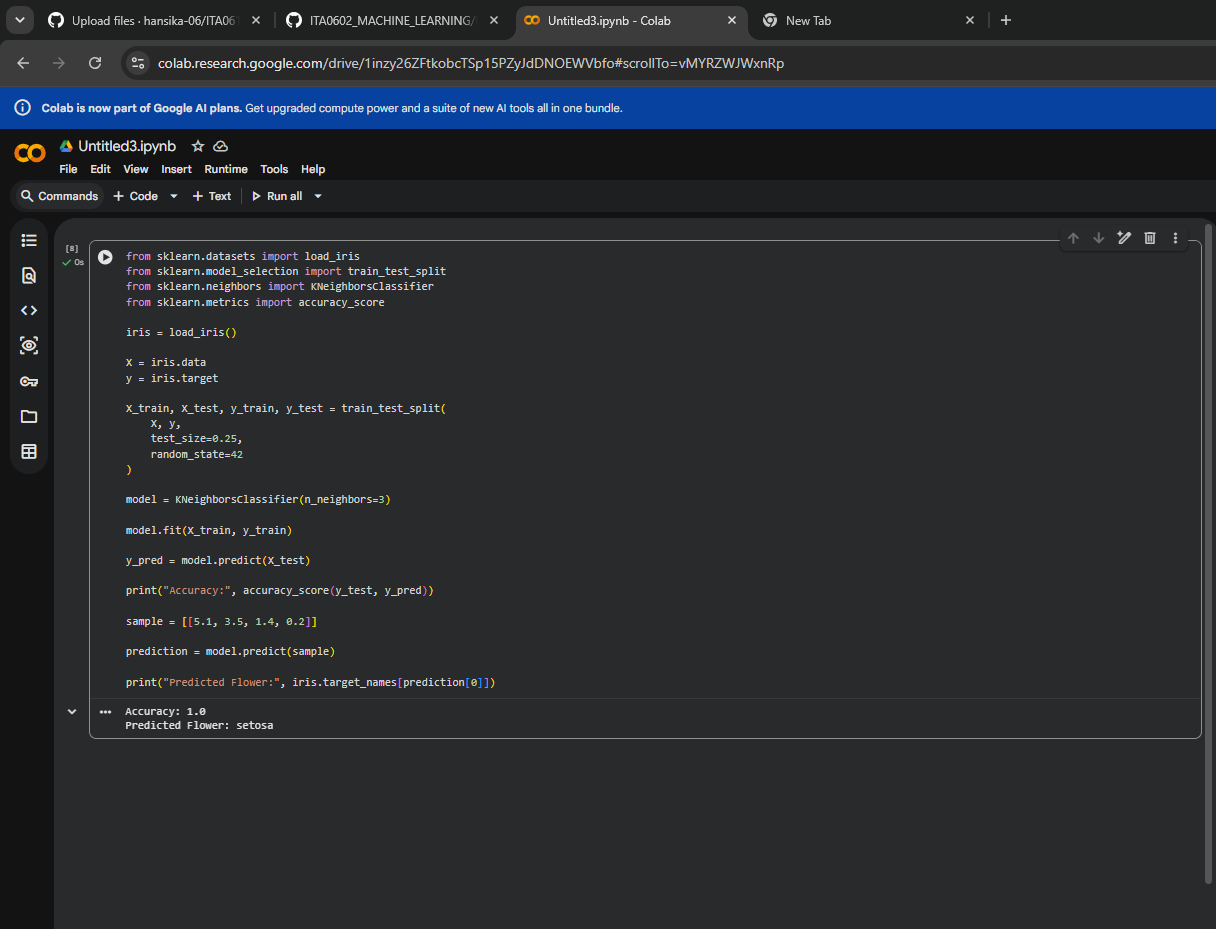 Upload files · hansika-06/ITA06
ITA0602_MACHINE_LEARNING/
Untitled3.ipynb - Colab
New Tab
colab.research.google.com/drive/1inzy26ZFtkobcTSp15PZyJdDNOEWVbfo#scrollTo=vMYRZWJWxnRp
Colab is now part of Google AI plans. Get upgraded compute power and a suite of new AI tools all in one bundle.
Untitled3.ipynb
File Edit View Insert Runtime Tools Help
Commands + Code + Text Run all
[8]
0s
from sklearn.datasets import load_iris
from sklearn.model_selection import train_test_split
from sklearn.neighbors import KNeighborsClassifier
from sklearn.metrics import accuracy_score
iris = load_iris()
X = iris.data
y = iris.target
X_train, X_test, y_train, y_test = train_test_split(
    X, y,
    test_size=0.25,
    random_state=42
)
model = KNeighborsClassifier(n_neighbors=3)
model.fit(X_train, y_train)
y_pred = model.predict(X_test)
print("Accuracy:", accuracy_score(y_test, y_pred))
sample = [[5.1, 3.5, 1.4, 0.2]]
prediction = model.predict(sample)
print("Predicted Flower:", iris.target_names[prediction[0]])
Accuracy: 1.0
Predicted Flower: setosa